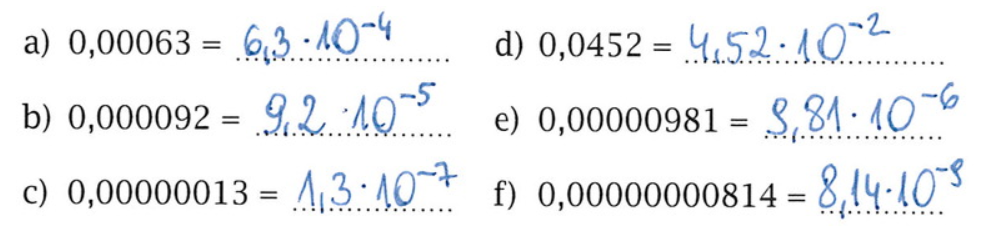 a) 0,00063 = 6,3 · 10⁻⁴
b) 0,000092 = 9,2 · 10⁻⁵
c) 0,00000013 = 1,3 · 10⁻⁷
d) 0,0452 = 4,52 · 10⁻²
e) 0,00000981 = 9,81 · 10⁻⁶
f) 0,00000000814 = 8,14 · 10⁻⁹